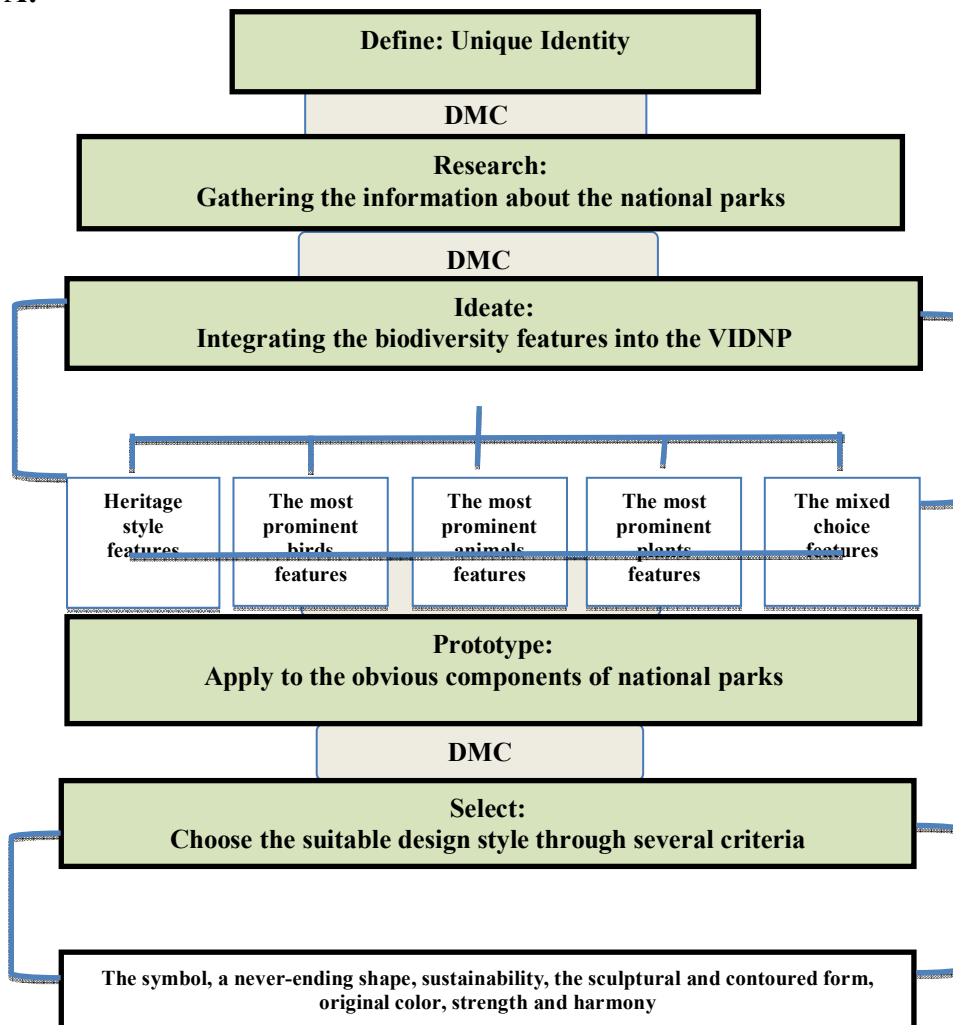 A:
Define: Unique Identity
DMC
Research:
Gathering the information about the national parks
DMC
Ideate:
Integrating the biodiversity features into the VIDNP
Heritage
style
features
The most
prominent
birds
features
The most
prominent
animals
features
The most
prominent
plants
features
The mixed
choice
features
Prototype:
Apply to the obvious components of national parks
DMC
Select:
Choose the suitable design style through several criteria
The symbol, a never-ending shape, sustainability, the sculptural and contoured form,
original color, strength and harmony